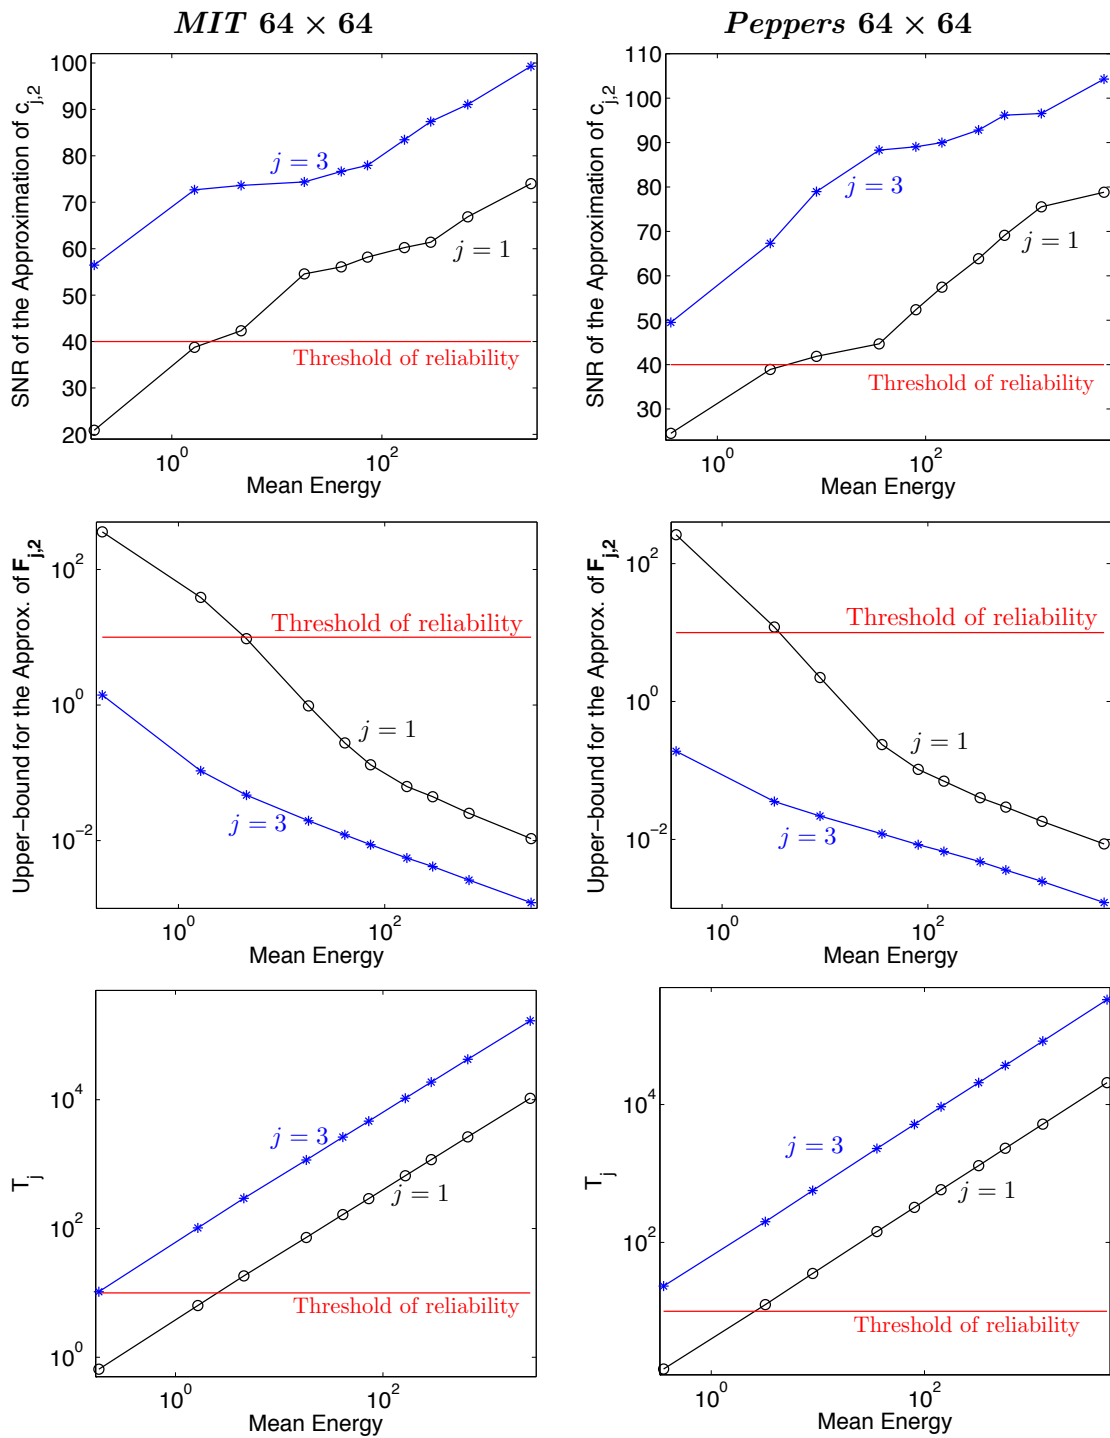 MIT 64 × 64
Peppers 64 × 64
SNR of the Approximation of c_{j,2}
100
90
80
70
60
50
40
30
20
j = 3
j = 1
Threshold of reliability
10^0
10^2
Mean Energy
SNR of the Approximation of c_{j,2}
110
100
90
80
70
60
50
40
30
j = 3
j = 1
Threshold of reliability
10^0
10^2
Mean Energy
Upper−bound for the Approx. of F_{j,2}
10^2
10^0
10^−2
Threshold of reliability
j = 1
j = 3
10^0
10^2
Mean Energy
Upper−bound for the Approx. of F_{j,2}
10^2
10^0
10^−2
Threshold of reliability
j = 1
j = 3
10^0
10^2
Mean Energy
T_j
10^4
10^2
10^0
j = 3
j = 1
Threshold of reliability
10^0
10^2
Mean Energy
T_j
10^4
10^2
j = 3
j = 1
Threshold of reliability
10^0
10^2
Mean Energy